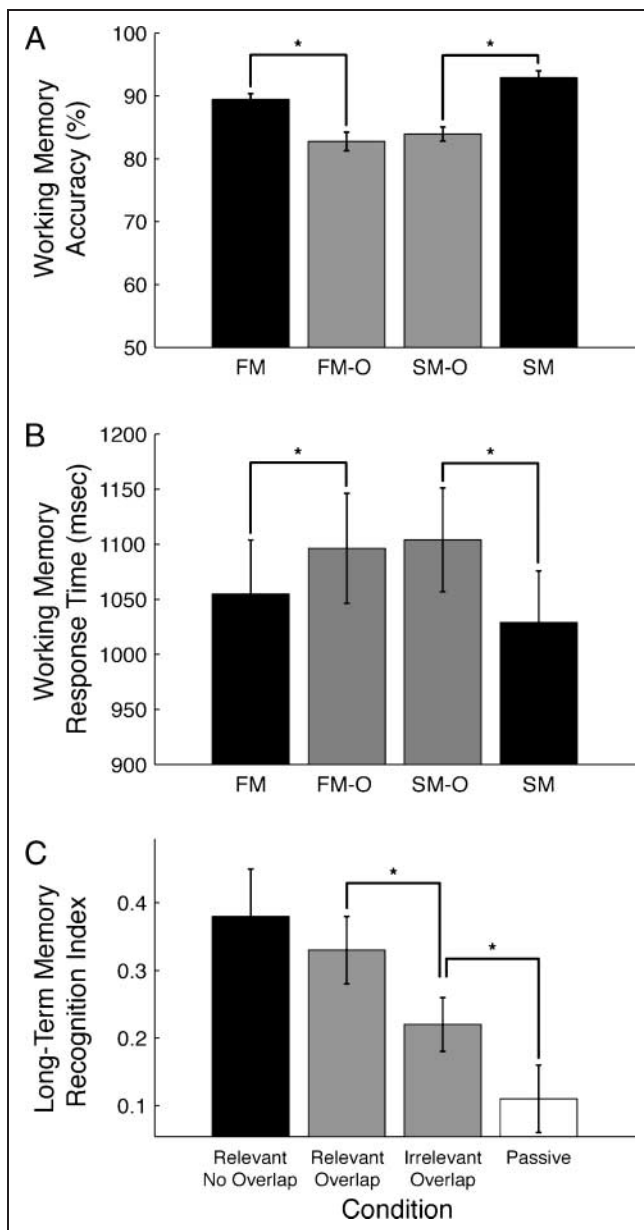 A
Working Memory
Accuracy (%)
100
90
80
70
60
50
*
*
FM
FM-O
SM-O
SM
B
Working Memory
Response Time (msec)
1200
1150
1100
1050
1000
950
900
*
*
FM
FM-O
SM-O
SM
C
Long-Term Memory
Recognition Index
0.4
0.3
0.2
0.1
*
*
Relevant
No Overlap
Relevant
Overlap
Irrelevant
Overlap
Passive
Condition